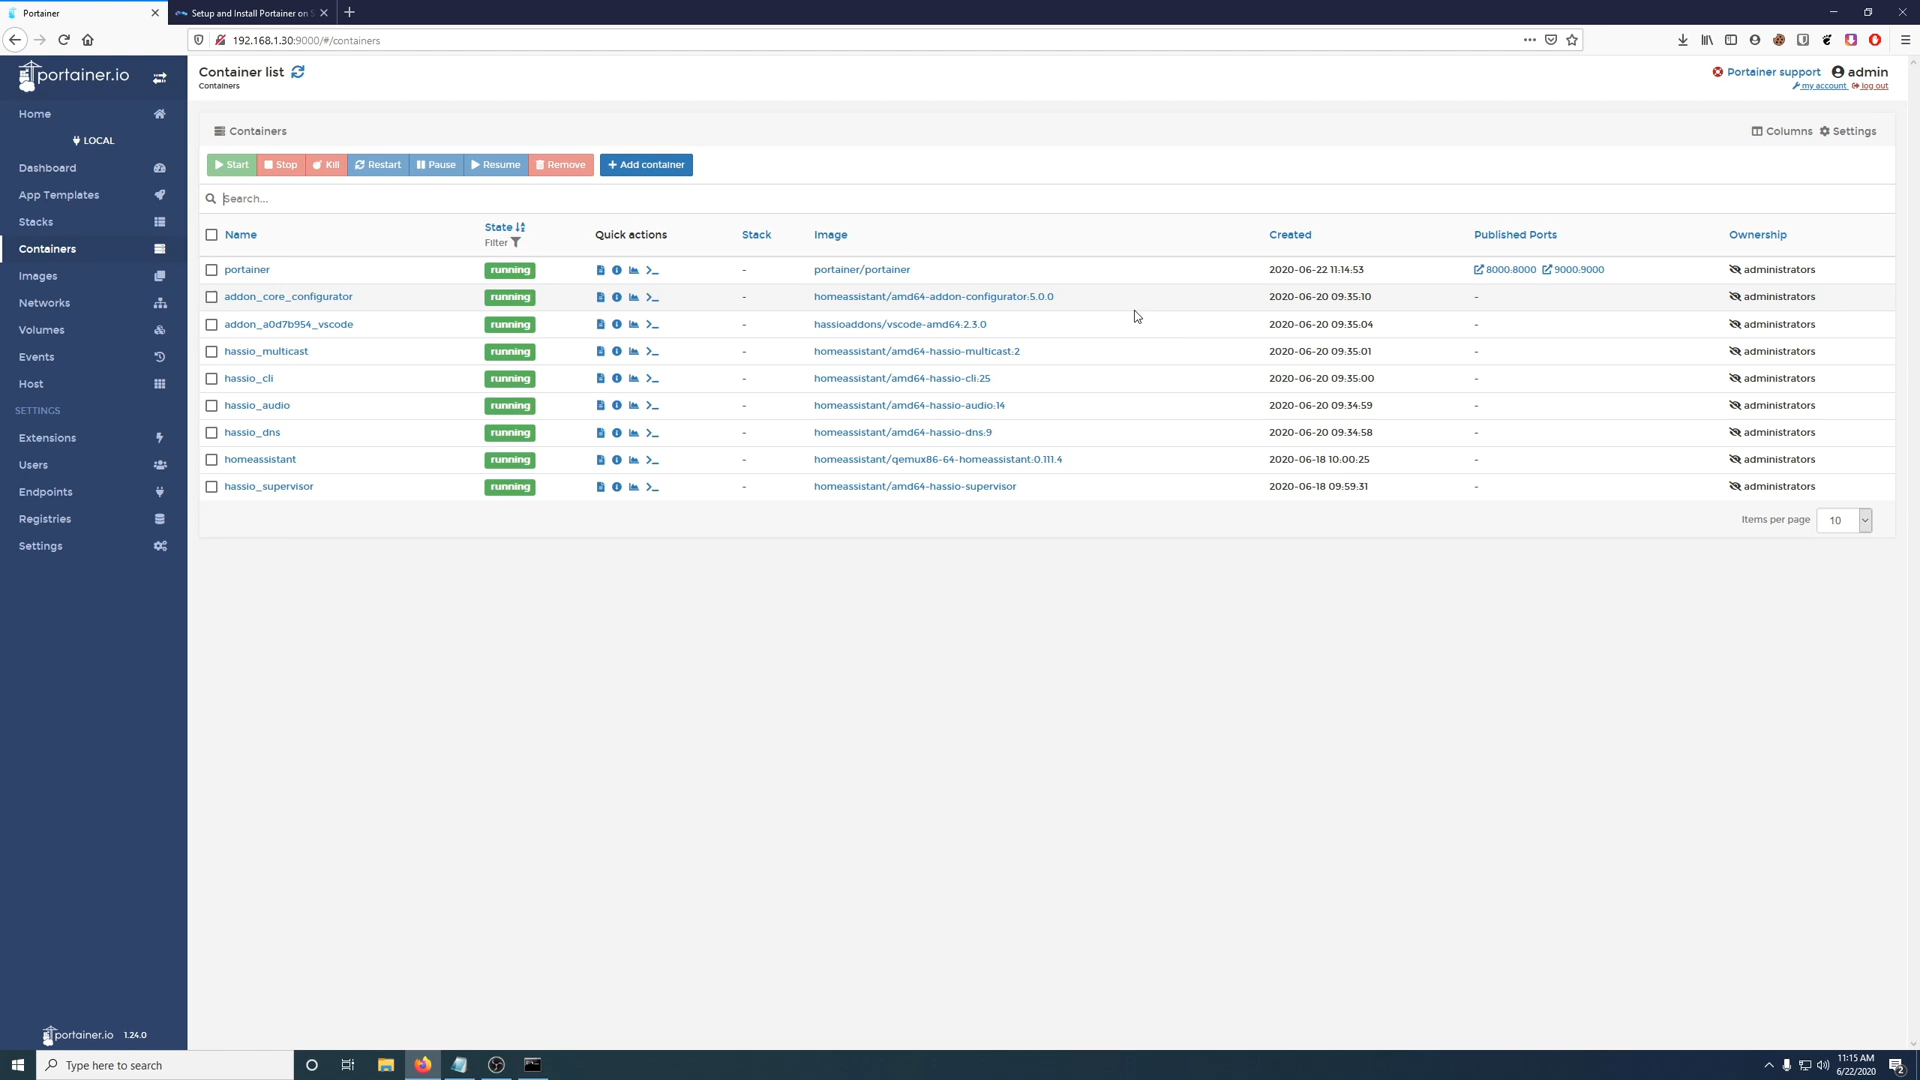 Portainer
Setup and Install Portainer on S
192.168.1.30:9000/#/containers
portainer.io
Container list
Containers
Portainer support
admin
my account
log out
Home
LOCAL
Dashboard
App Templates
Stacks
Containers
Images
Networks
Volumes
Events
Host
SETTINGS
Extensions
Users
Endpoints
Registries
Settings
portainer.io 1.24.0
Containers
Columns Settings
Start Stop Kill Restart Pause Resume Remove Add container
Search...
Name State Filter Quick actions Stack Image Created Published Ports Ownership
portainer running - portainer/portainer 2020-06-22 11:14:53 8000:8000 9000:9000 administrators
addon_core_configurator running - homeassistant/amd64-addon-configurator:5.0.0 2020-06-20 09:35:10 - administrators
addon_a0d7b954_vscode running - hassioaddons/vscode-amd64:2.3.0 2020-06-20 09:35:04 - administrators
hassio_multicast running - homeassistant/amd64-hassio-multicast:2 2020-06-20 09:35:01 - administrators
hassio_cli running - homeassistant/amd64-hassio-cli:25 2020-06-20 09:35:00 - administrators
hassio_audio running - homeassistant/amd64-hassio-audio:14 2020-06-20 09:34:59 - administrators
hassio_dns running - homeassistant/amd64-hassio-dns:9 2020-06-20 09:34:58 - administrators
homeassistant running - homeassistant/qemux86-64-homeassistant:0.111.4 2020-06-18 10:00:25 - administrators
hassio_supervisor running - homeassistant/amd64-hassio-supervisor 2020-06-18 09:59:31 - administrators
Items per page 10
Type here to search
11:15 AM
6/22/2020
2